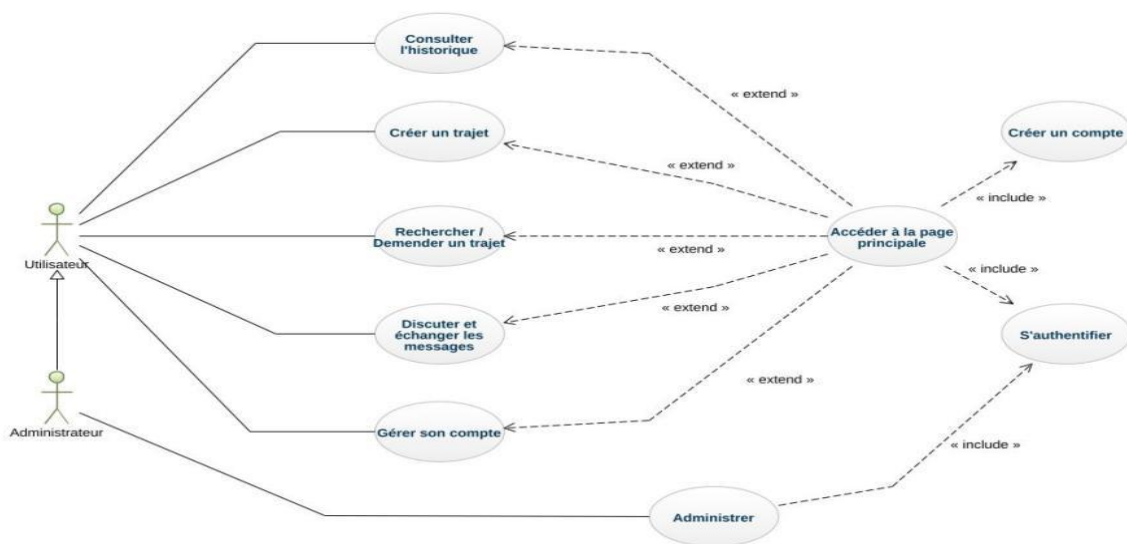 Consulter
l'historique
« extend »
Créer un trajet
Créer un compte
« extend »
« include »
Rechercher /
Demender un trajet
Accéder à la page
principale
« extend »
Utilisateur
« include »
« extend »
Discuter et
échanger les
messages
S'authentifier
« extend »
Gérer son compte
Administrateur
« include »
Administrer